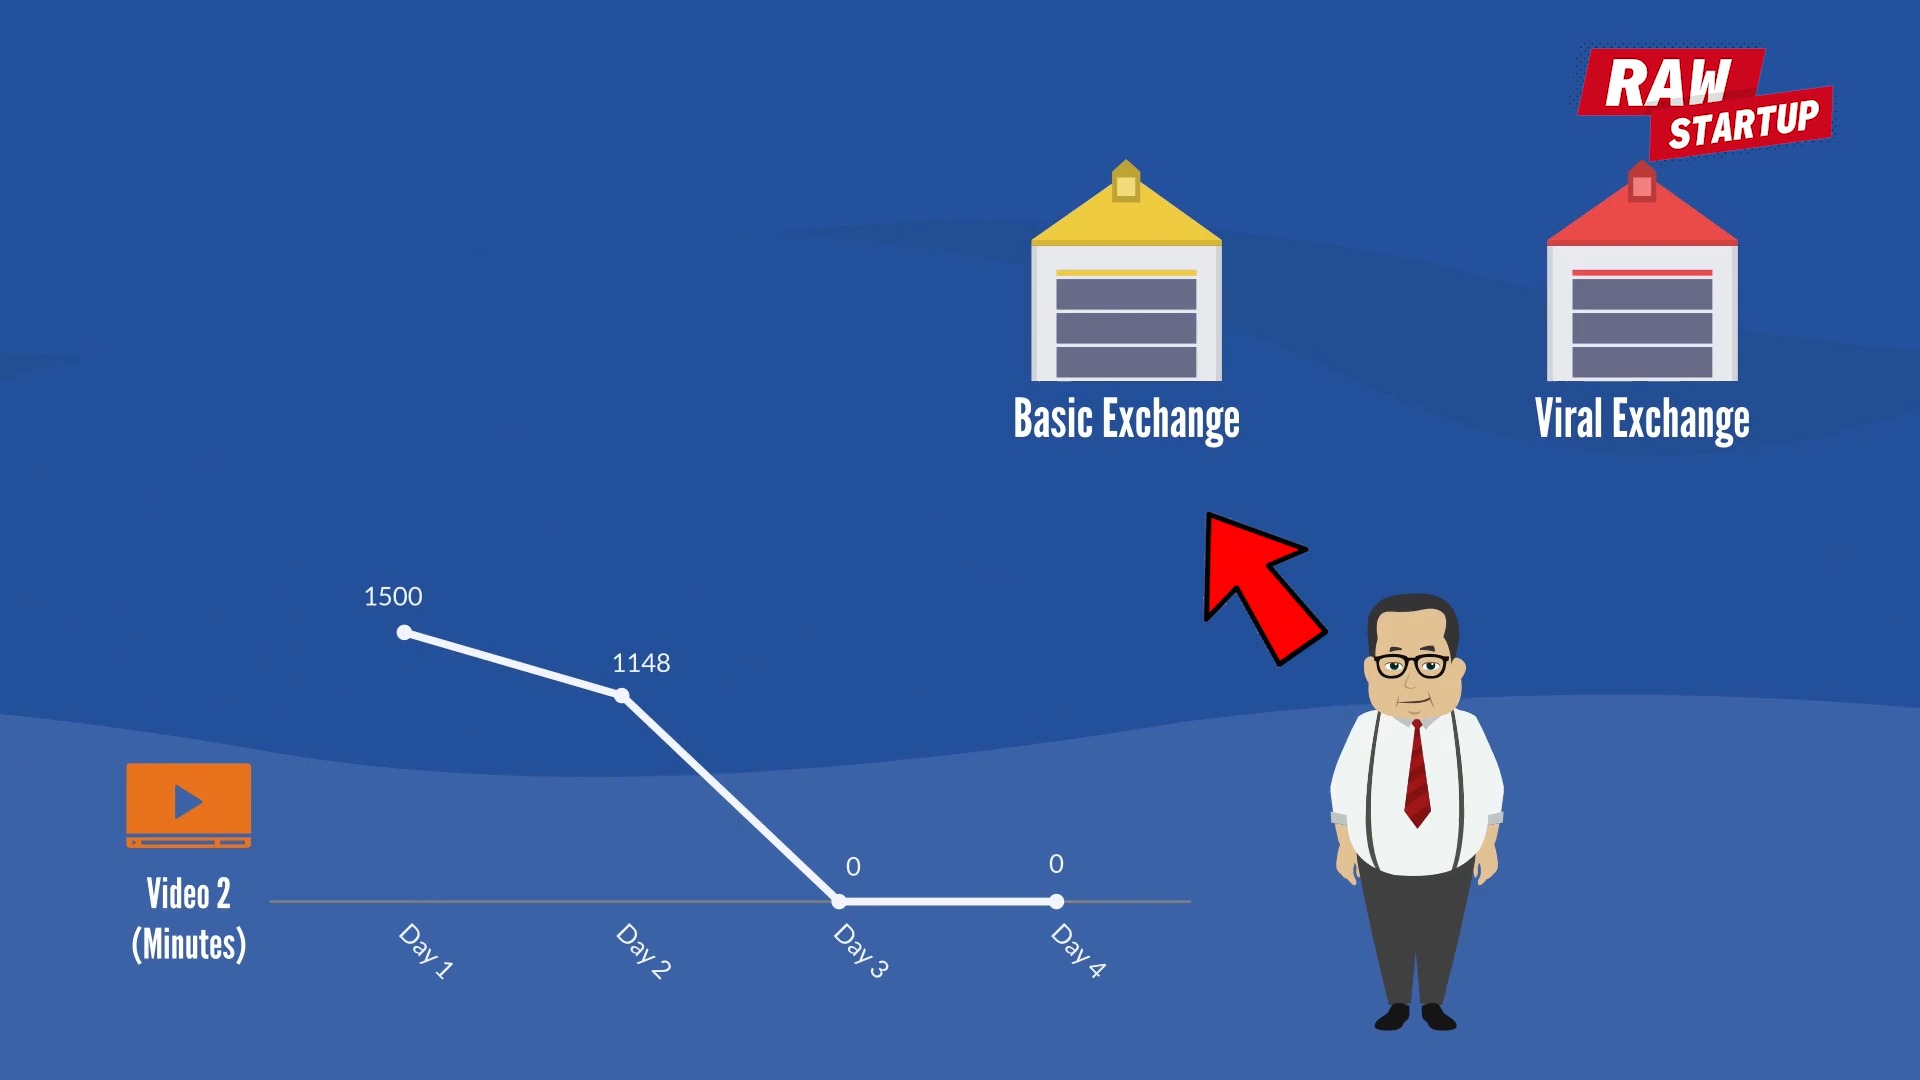 RAW
STARTUP
Basic Exchange
Viral Exchange
1500
1148
0
0
Video 2
(Minutes)
Day 1
Day 2
Day 3
Day 4